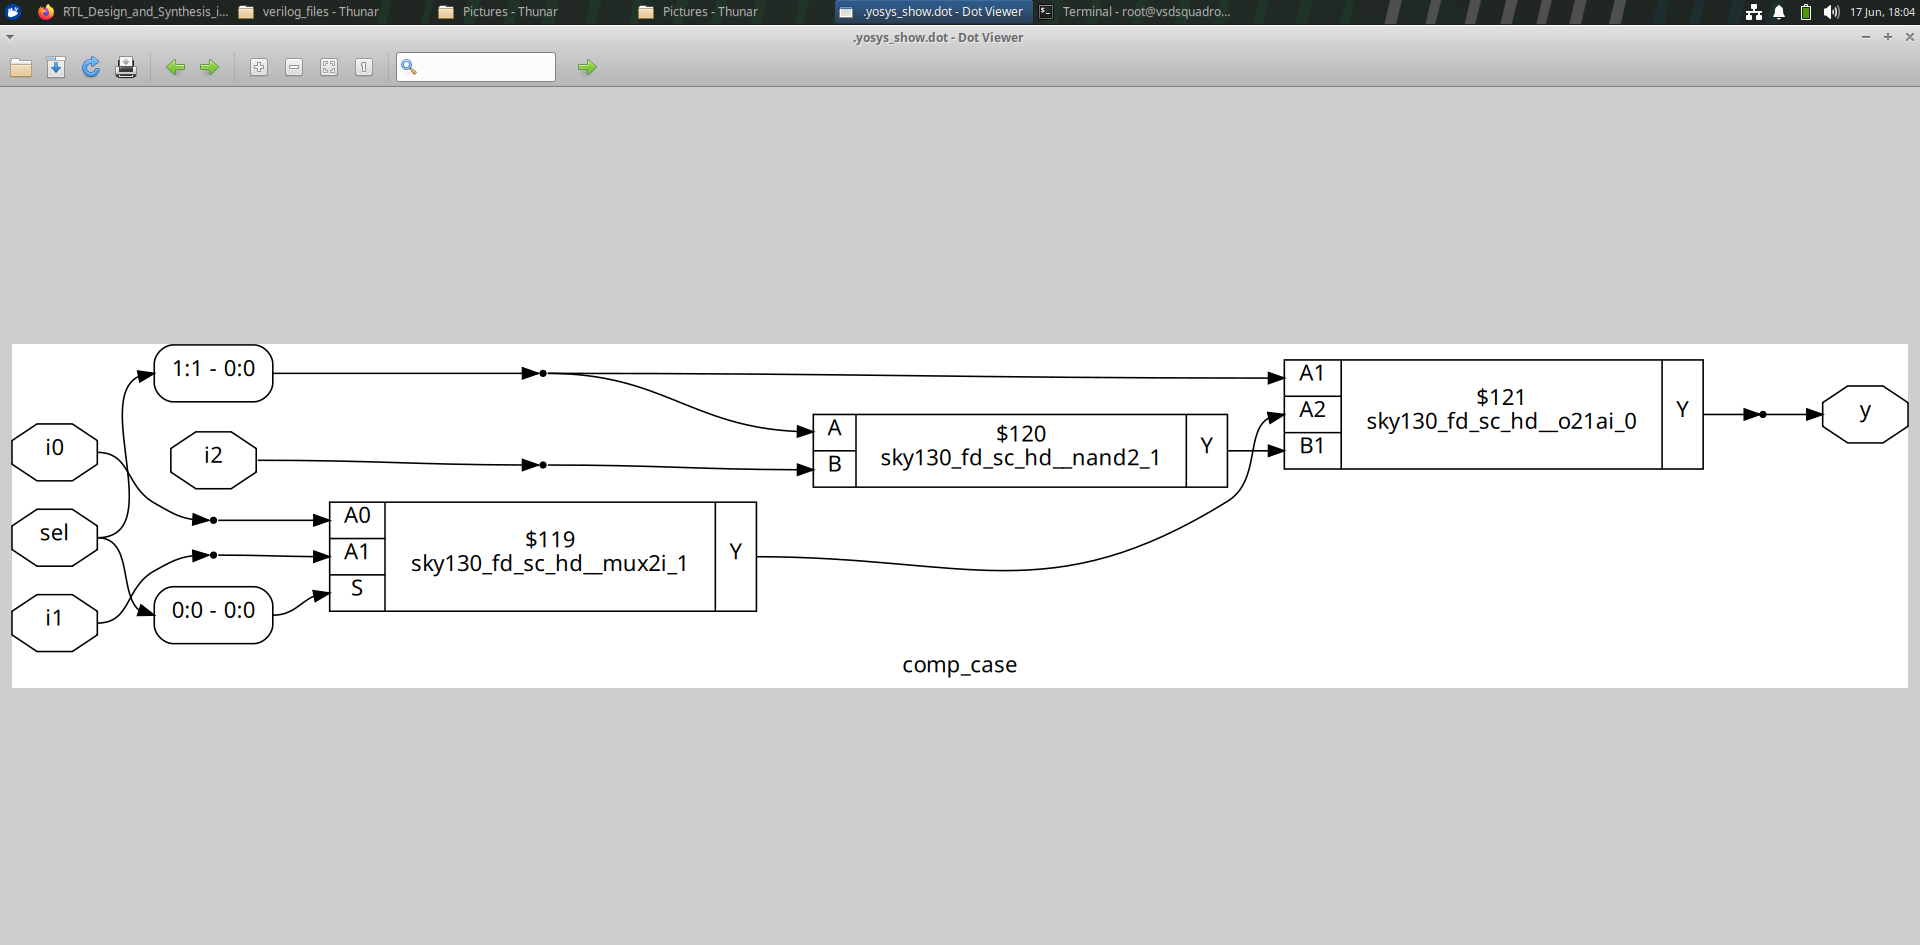 RTL_Design_and_Synthesis_i...
verilog_files - Thunar
Pictures - Thunar
Pictures - Thunar
.yosys_show.dot - Dot Viewer
Terminal - root@vsdsquadro...
17 Jun, 18:04
.yosys_show.dot - Dot Viewer
1:1 - 0:0
i0
i2
sel
i1
0:0 - 0:0
A0
A1
S
$119
sky130_fd_sc_hd__mux2i_1
Y
A
B
$120
sky130_fd_sc_hd__nand2_1
Y
A1
A2
B1
$121
sky130_fd_sc_hd__o21ai_0
Y
y
comp_case